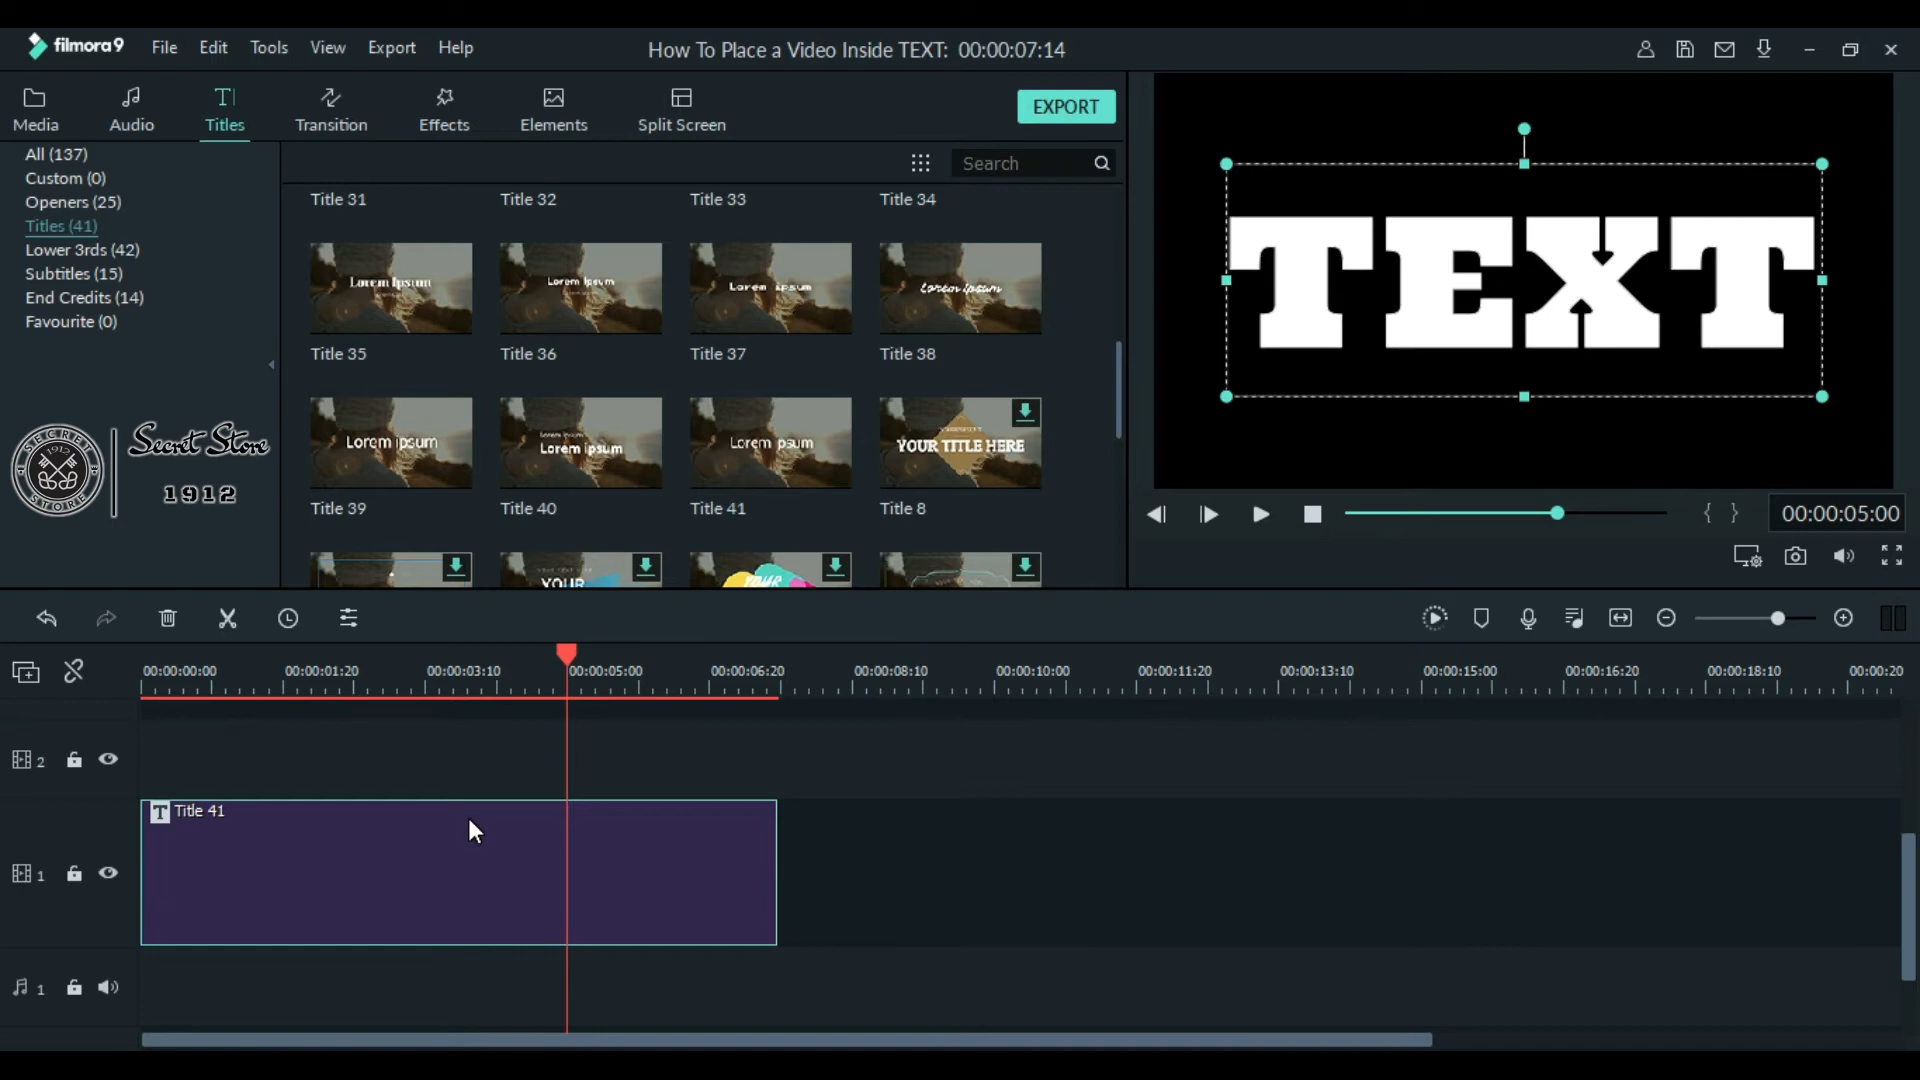 filmora9 File Edit Tools View Export Help
How To Place a Video Inside TEXT: 00:00:07:14
Media Audio Titles Transition Effects Elements Split Screen
EXPORT
All (137)
Custom (0)
Openers (25)
Titles (41)
Lower 3rds (42)
Subtitles (15)
End Credits (14)
Favourite (0)
SECRET
1912
STORE
Secret Store
1912
Search
Title 31 Title 32 Title 33 Title 34
Lorem Ipsum Lorem Ipsum Lorem ipsum Lorem Ipsum
Title 35 Title 36 Title 37 Title 38
Lorem ipsum Lorem ipsum Lorem psum YOUR TITLE HERE
Title 39 Title 40 Title 41 Title 8
YOUR YOUR
TEXT
00:00:05:00
00:00:00:00 00:00:01:20 00:00:03:10 00:00:05:00 00:00:06:20 00:00:08:10 00:00:10:00 00:00:11:20 00:00:13:10 00:00:15:00 00:00:16:20 00:00:18:10 00:00:20
2
T Title 41
1
1